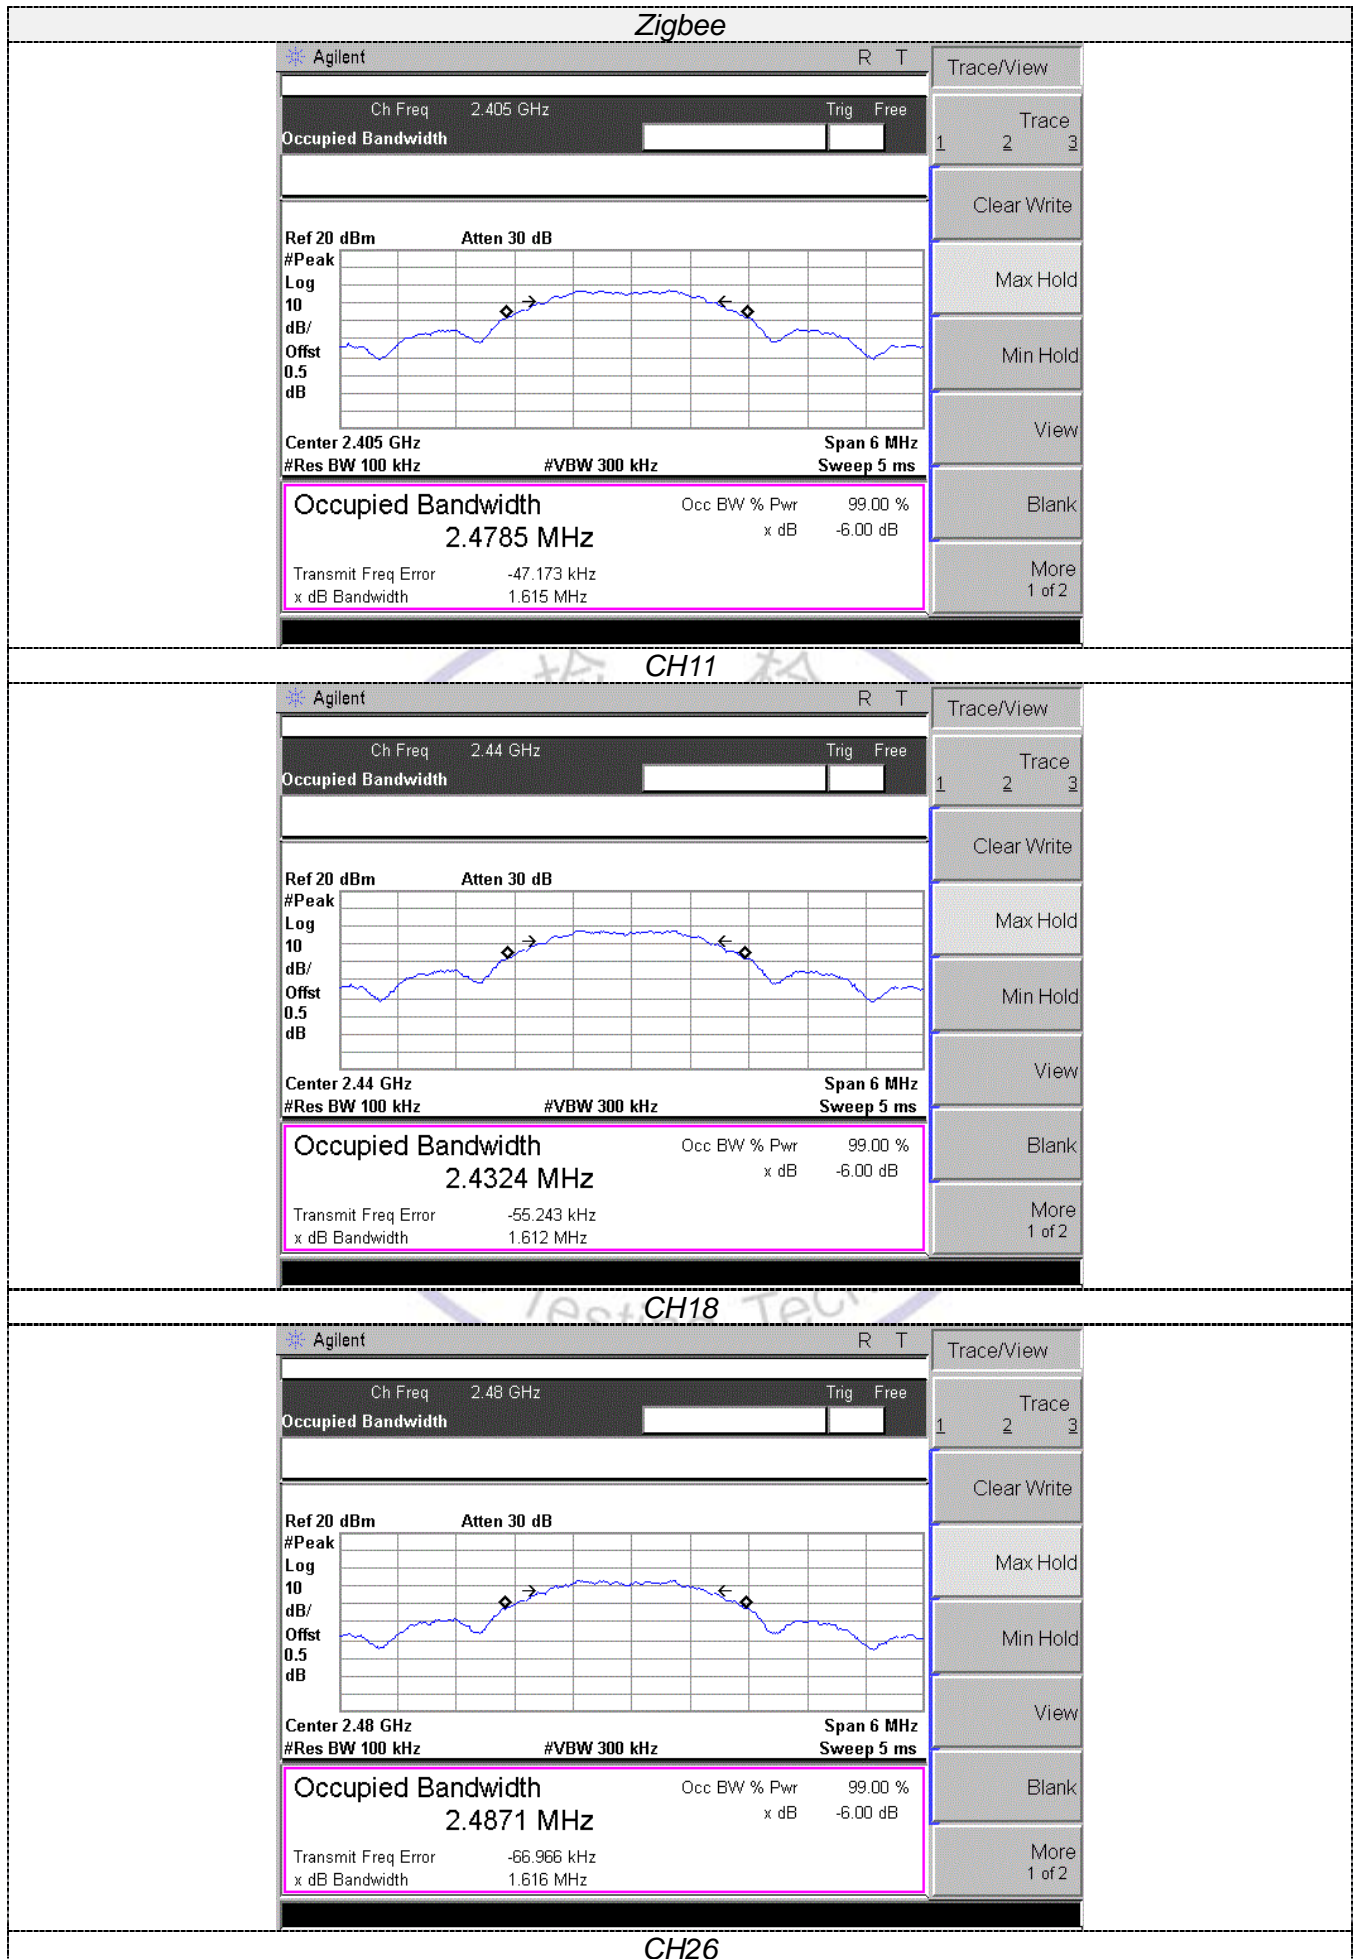 Zigbee
Agilent R T Trace/View
Ch Freq 2.405 GHz Trig Free
Occupied Bandwidth
Trace
1 2 3
Clear Write
Ref 20 dBm Atten 30 dB
#Peak
Log
10
dB/
Offst
0.5
dB
Max Hold
Min Hold
View
Center 2.405 GHz Span 6 MHz
#Res BW 100 kHz #VBW 300 kHz Sweep 5 ms
Occupied Bandwidth Occ BW % Pwr 99.00 %
2.4785 MHz x dB -6.00 dB
Blank
Transmit Freq Error -47.173 kHz
x dB Bandwidth 1.615 MHz
More
1 of 2
检 检
CH11
Agilent R T Trace/View
Ch Freq 2.44 GHz Trig Free
Occupied Bandwidth
Trace
1 2 3
Clear Write
Ref 20 dBm Atten 30 dB
#Peak
Log
10
dB/
Offst
0.5
dB
Max Hold
Min Hold
View
Center 2.44 GHz Span 6 MHz
#Res BW 100 kHz #VBW 300 kHz Sweep 5 ms
Occupied Bandwidth Occ BW % Pwr 99.00 %
2.4324 MHz x dB -6.00 dB
Blank
Transmit Freq Error -55.243 kHz
x dB Bandwidth 1.612 MHz
More
1 of 2
CH18
Agilent R T Trace/View
Ch Freq 2.48 GHz Trig Free
Occupied Bandwidth
Trace
1 2 3
Clear Write
Ref 20 dBm Atten 30 dB
#Peak
Log
10
dB/
Offst
0.5
dB
Max Hold
Min Hold
View
Center 2.48 GHz Span 6 MHz
#Res BW 100 kHz #VBW 300 kHz Sweep 5 ms
Occupied Bandwidth Occ BW % Pwr 99.00 %
2.4871 MHz x dB -6.00 dB
Blank
Transmit Freq Error -66.966 kHz
x dB Bandwidth 1.616 MHz
More
1 of 2
CH26